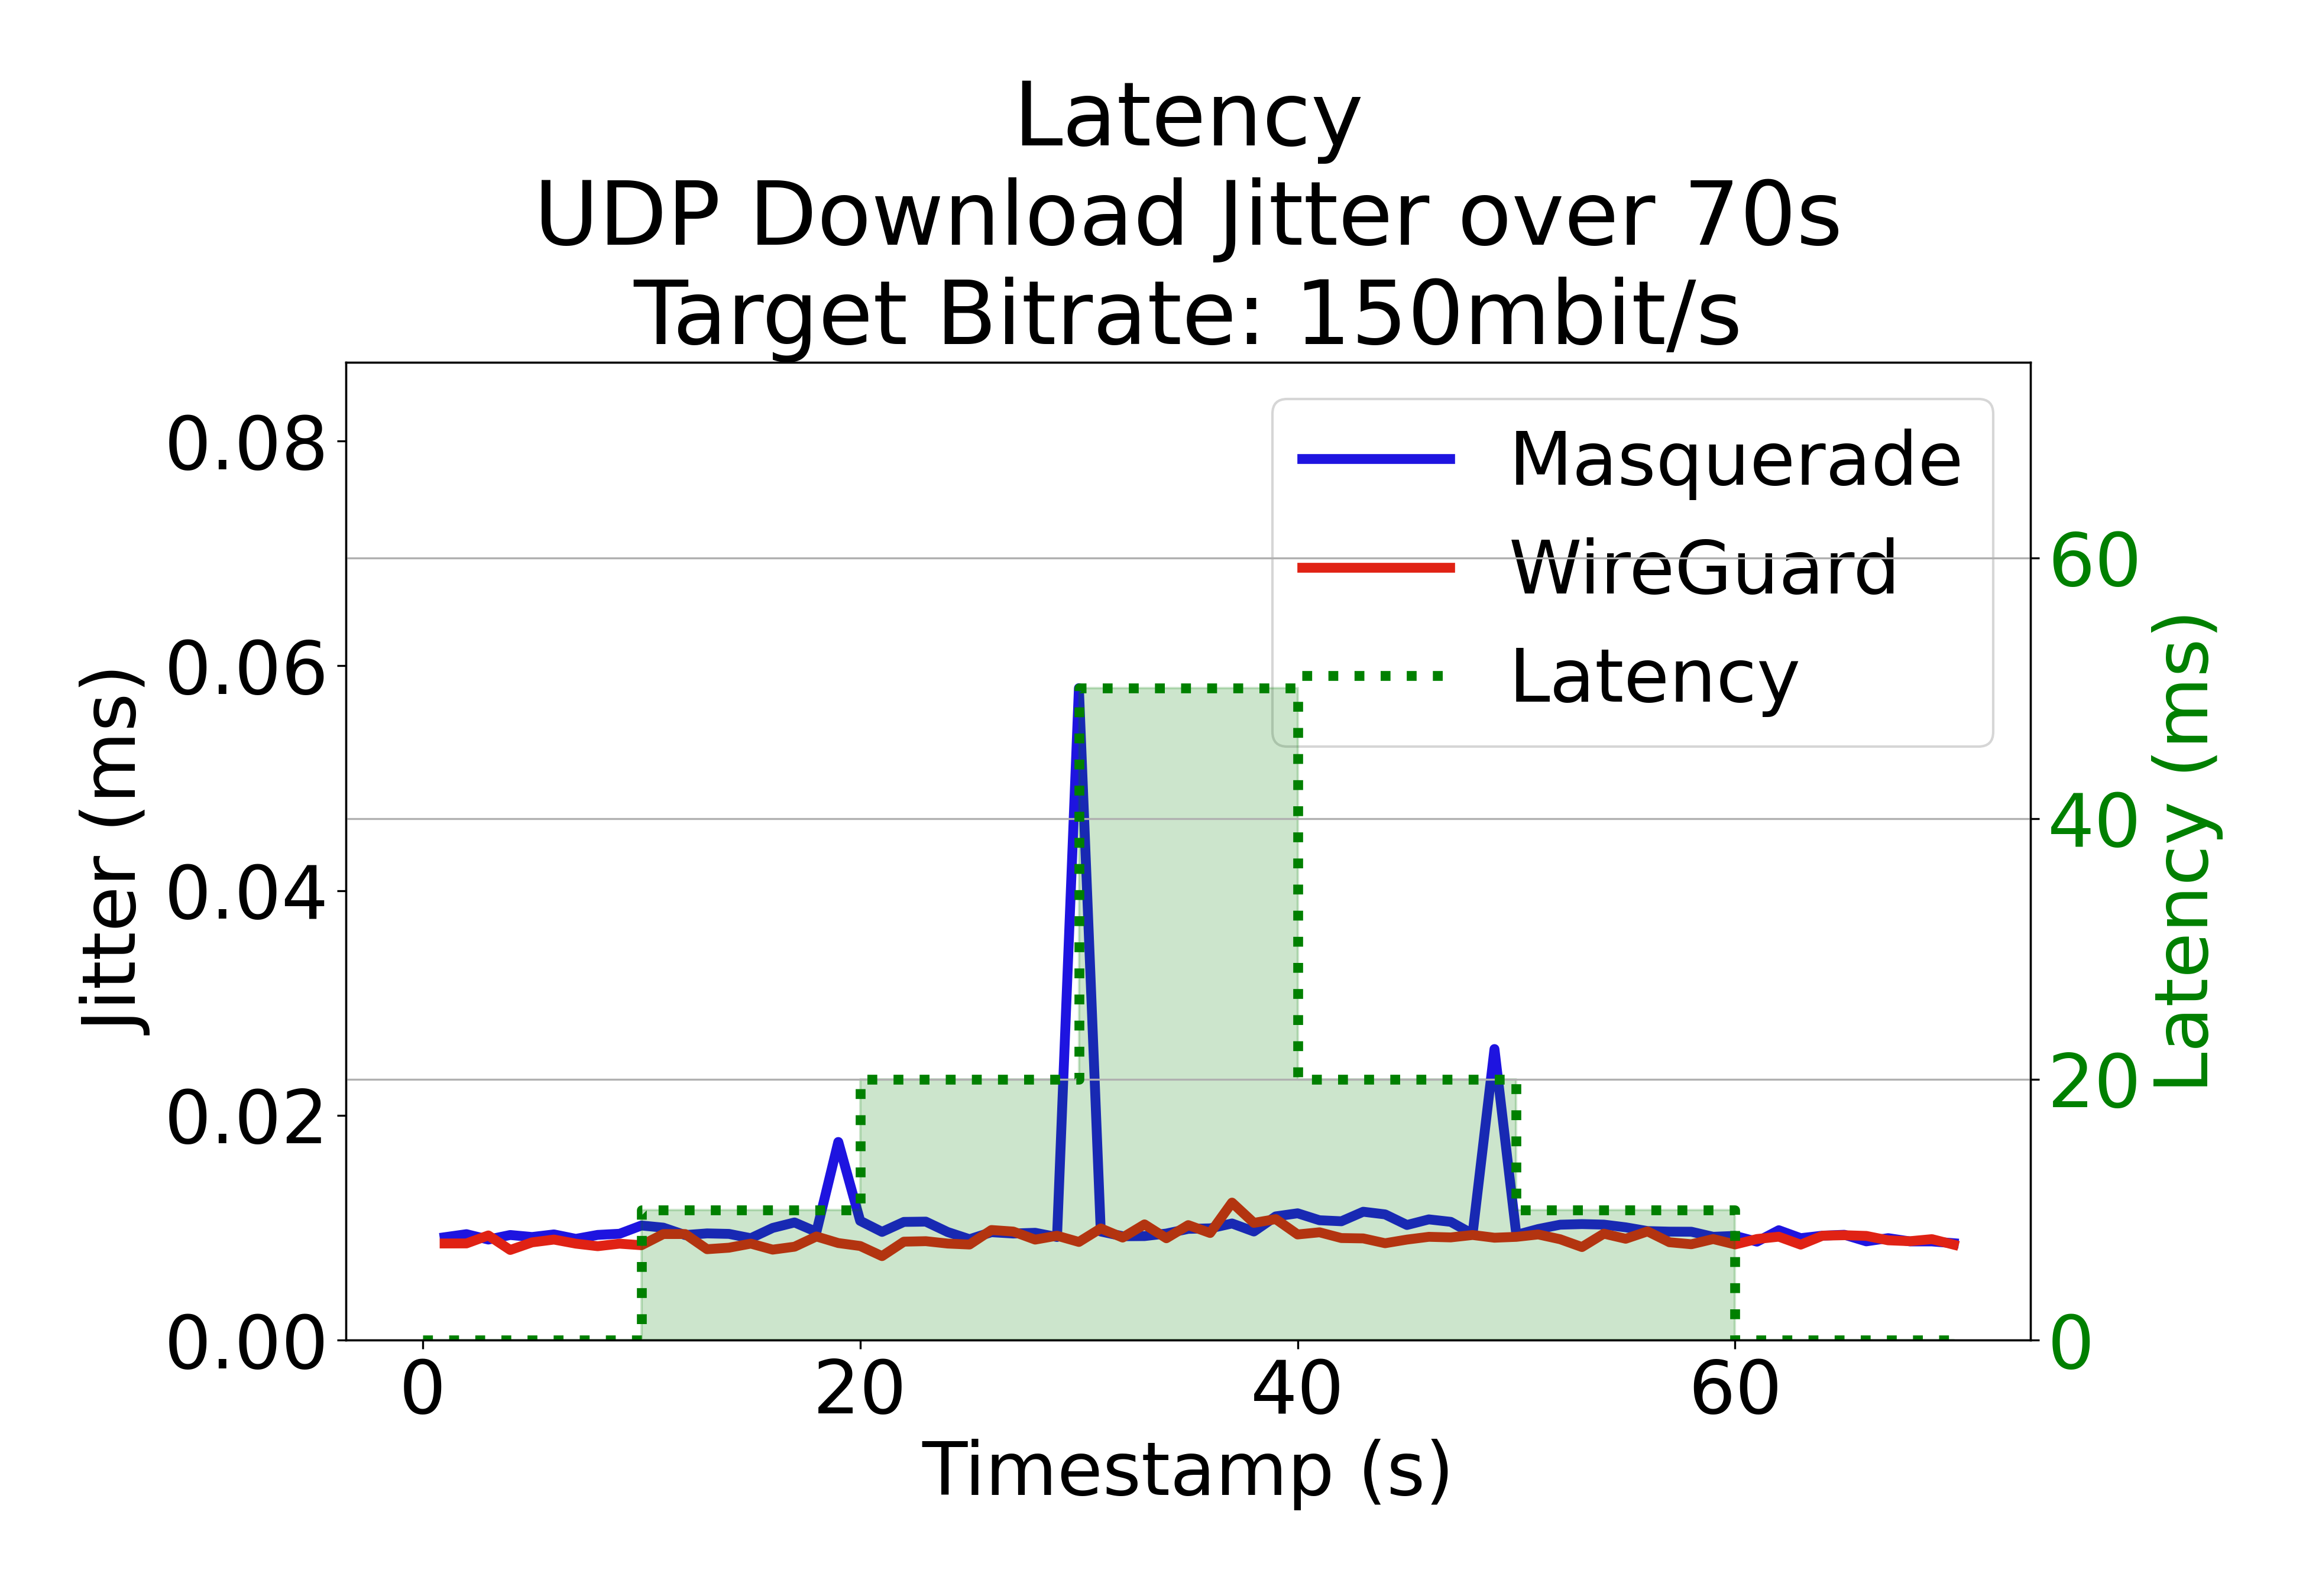 Latency
UDP Download Jitter over 70s
Target Bitrate: 150mbit/s
Masquerade
WireGuard
Latency
Jitter (ms)
0.08
0.06
0.04
0.02
0.00
60
40
20
0
Latency (ms)
0 20 40 60
Timestamp (s)